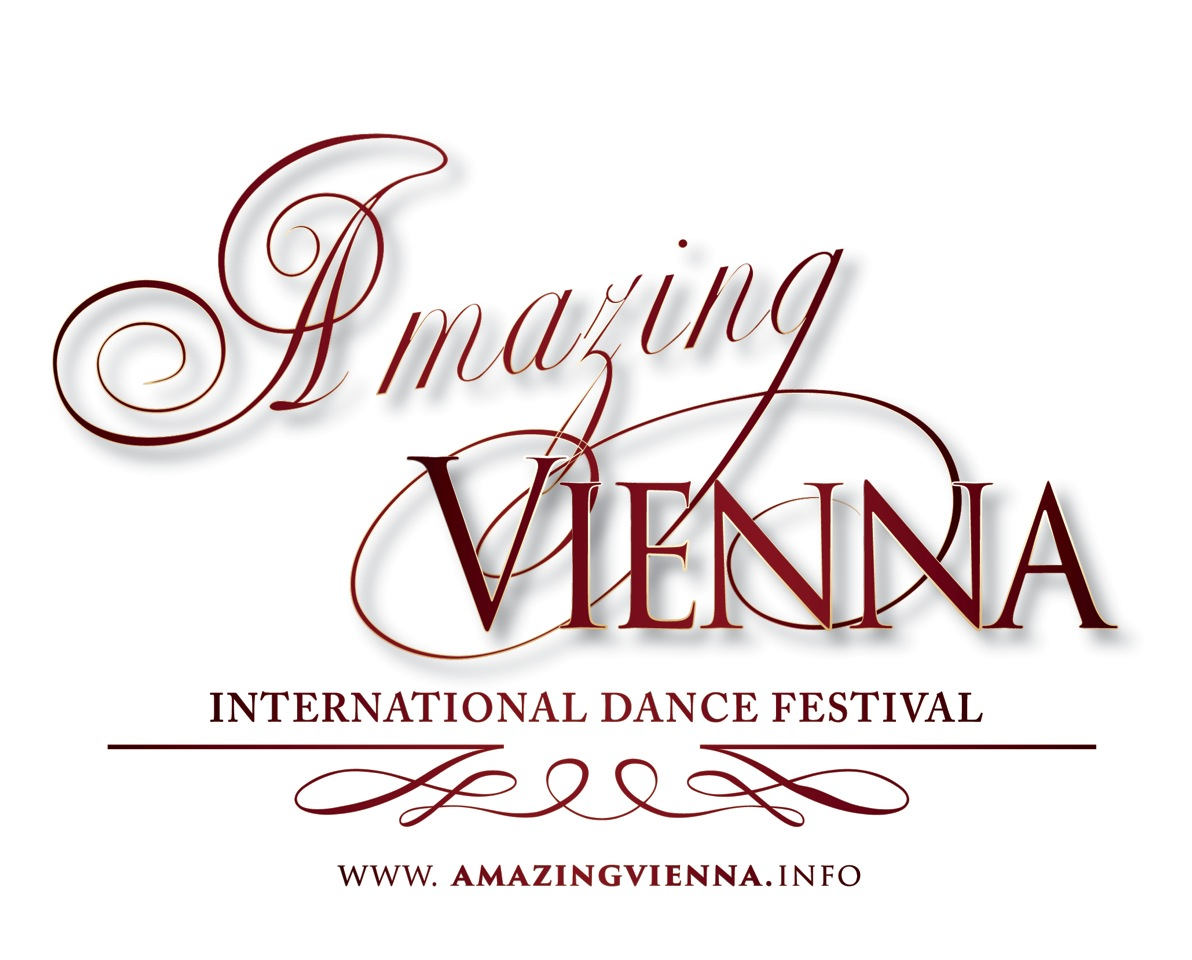 Amazing
VIENNA
INTERNATIONAL DANCE FESTIVAL
WWW. AMAZINGVIENNA.INFO